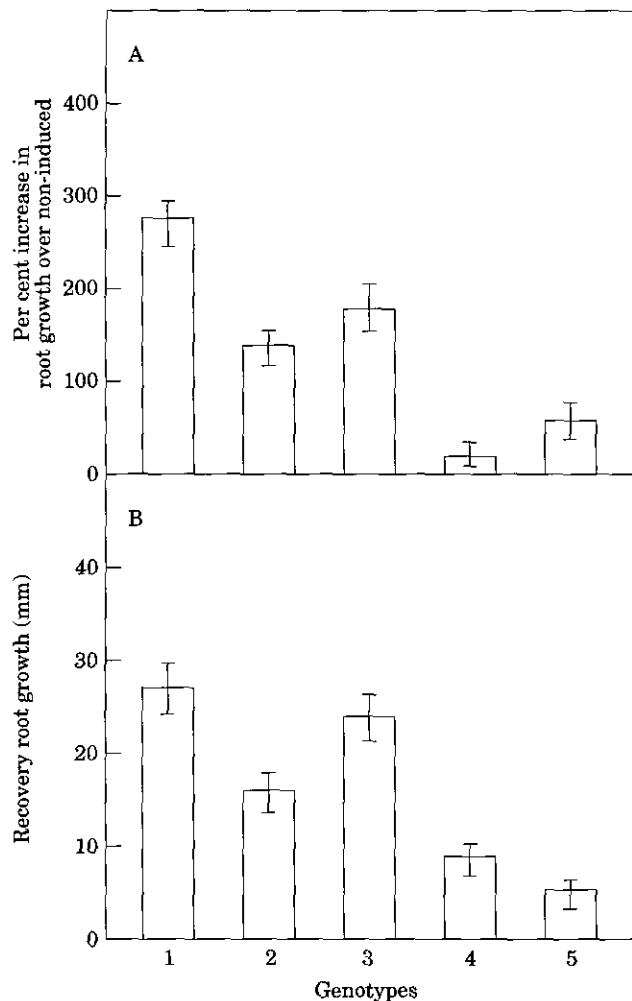 A
Per cent increase in
root growth over non-induced
400
300
200
100
0
B
Recovery root growth (mm)
40
30
20
10
0
1 2 3 4 5
Genotypes